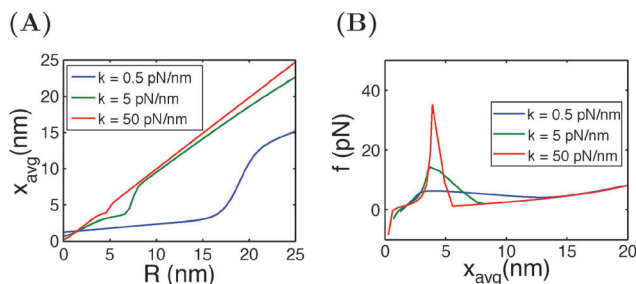 (A)
25
20
15
10
5
0
x_avg(nm)
k = 0.5 pN/nm
k = 5 pN/nm
k = 50 pN/nm
0 5 10 15 20 25
R (nm)
(B)
40
20
0
f (pN)
k = 0.5 pN/nm
k = 5 pN/nm
k = 50 pN/nm
0 5 10 15 20
x_avg(nm)